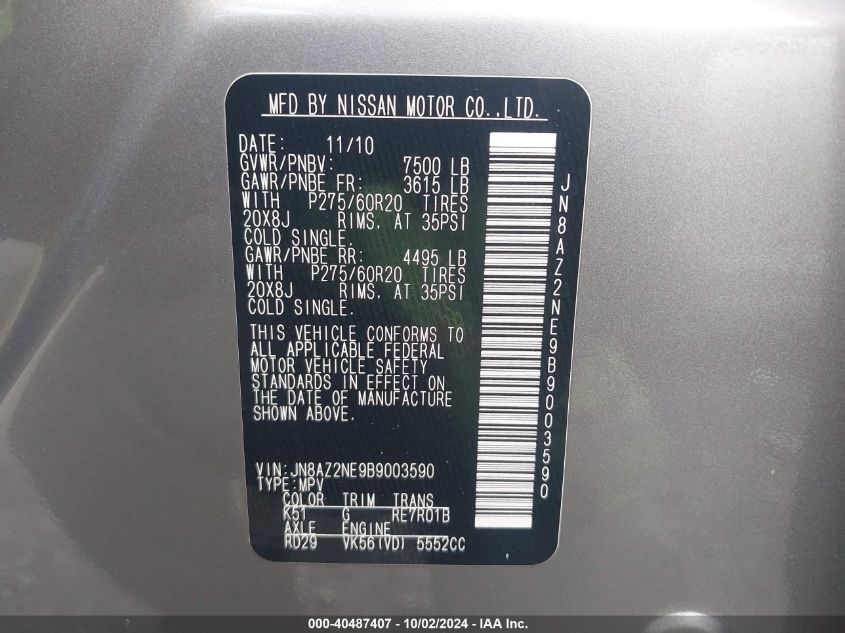 MFD BY NISSAN MOTOR CO.,LTD.
DATE: 11/10
GVWR/PNBV: 7500 LB
GAWR/PNBE FR: 3615 LB
WITH P275/60R20 TIRES
20X8J RIMS, AT 35PSI
COLD SINGLE.
GAWR/PNBE RR: 4495 LB
WITH P275/60R20 TIRES
20X8J RIMS, AT 35PSI
COLD SINGLE.
THIS VEHICLE CONFORMS TO
ALL APPLICABLE FEDERAL
MOTOR VEHICLE SAFETY
STANDARDS IN EFFECT ON
THE DATE OF MANUFACTURE
SHOWN ABOVE.
VIN:JN8AZ2NE9B9003590
TYPE:MPV
COLOR TRIM TRANS
K51 G RE7R01B
AXLE ENGINE
RD29 VK56(VD) 5552CC
JN8AZ2NE9B9003590
000-40487407 - 10/02/2024 - IAA Inc.